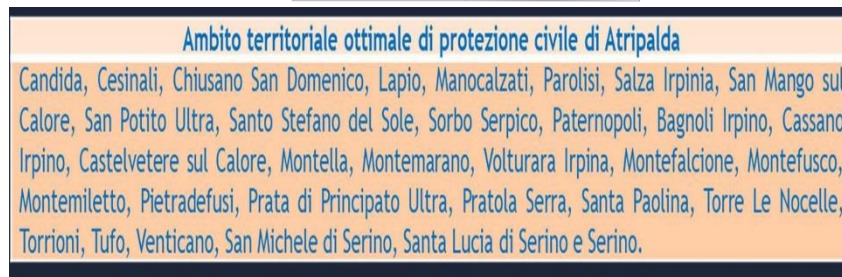 Ambito territoriale ottimale di protezione civile di Atripalda
Candida, Cesinali, Chiusano San Domenico, Lapio, Manocalzati, Parolisi, Salza Irpinia, San Mango sul
Calore, San Potito Ultra, Santo Stefano del Sole, Sorbo Serpico, Paternopoli, Bagnoli Irpino, Cassano
Irpino, Castelvetere sul Calore, Montella, Montemarano, Volturara Irpina, Montefalcione, Montefusco,
Montemiletto, Pietradefusi, Prata di Principato Ultra, Pratola Serra, Santa Paolina, Torre Le Nocelle,
Torrioni, Tufo, Venticano, San Michele di Serino, Santa Lucia di Serino e Serino.